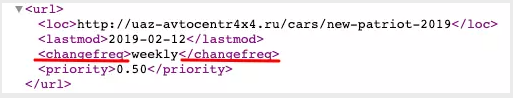 <url>
<loc>http://uaz-avtocentr4x4.ru/cars/new-patriot-2019</loc>
<lastmod>2019-02-12</lastmod>
<changefreq>weekly</changefreq>
<priority>0.50</priority>
</url>